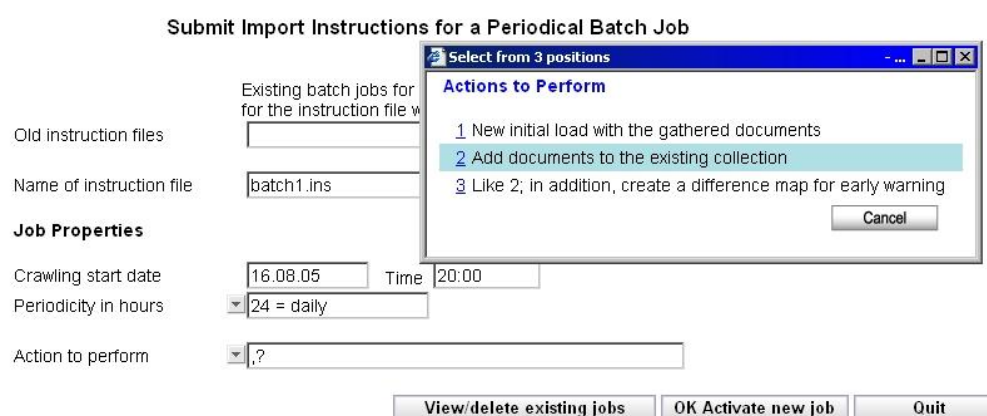 Submit Import Instructions for a Periodical Batch Job
Select from 3 positions
- ...
Actions to Perform
1 New initial load with the gathered documents
2 Add documents to the existing collection
3 Like 2; in addition, create a difference map for early warning
Cancel
Existing batch jobs for
for the instruction file w
Old instruction files
Name of instruction file batch1.ins
Job Properties
Crawling start date 16.08.05 Time 20:00
Periodicity in hours 24 = daily
Action to perform ,?
View/delete existing jobs OK Activate new job Quit